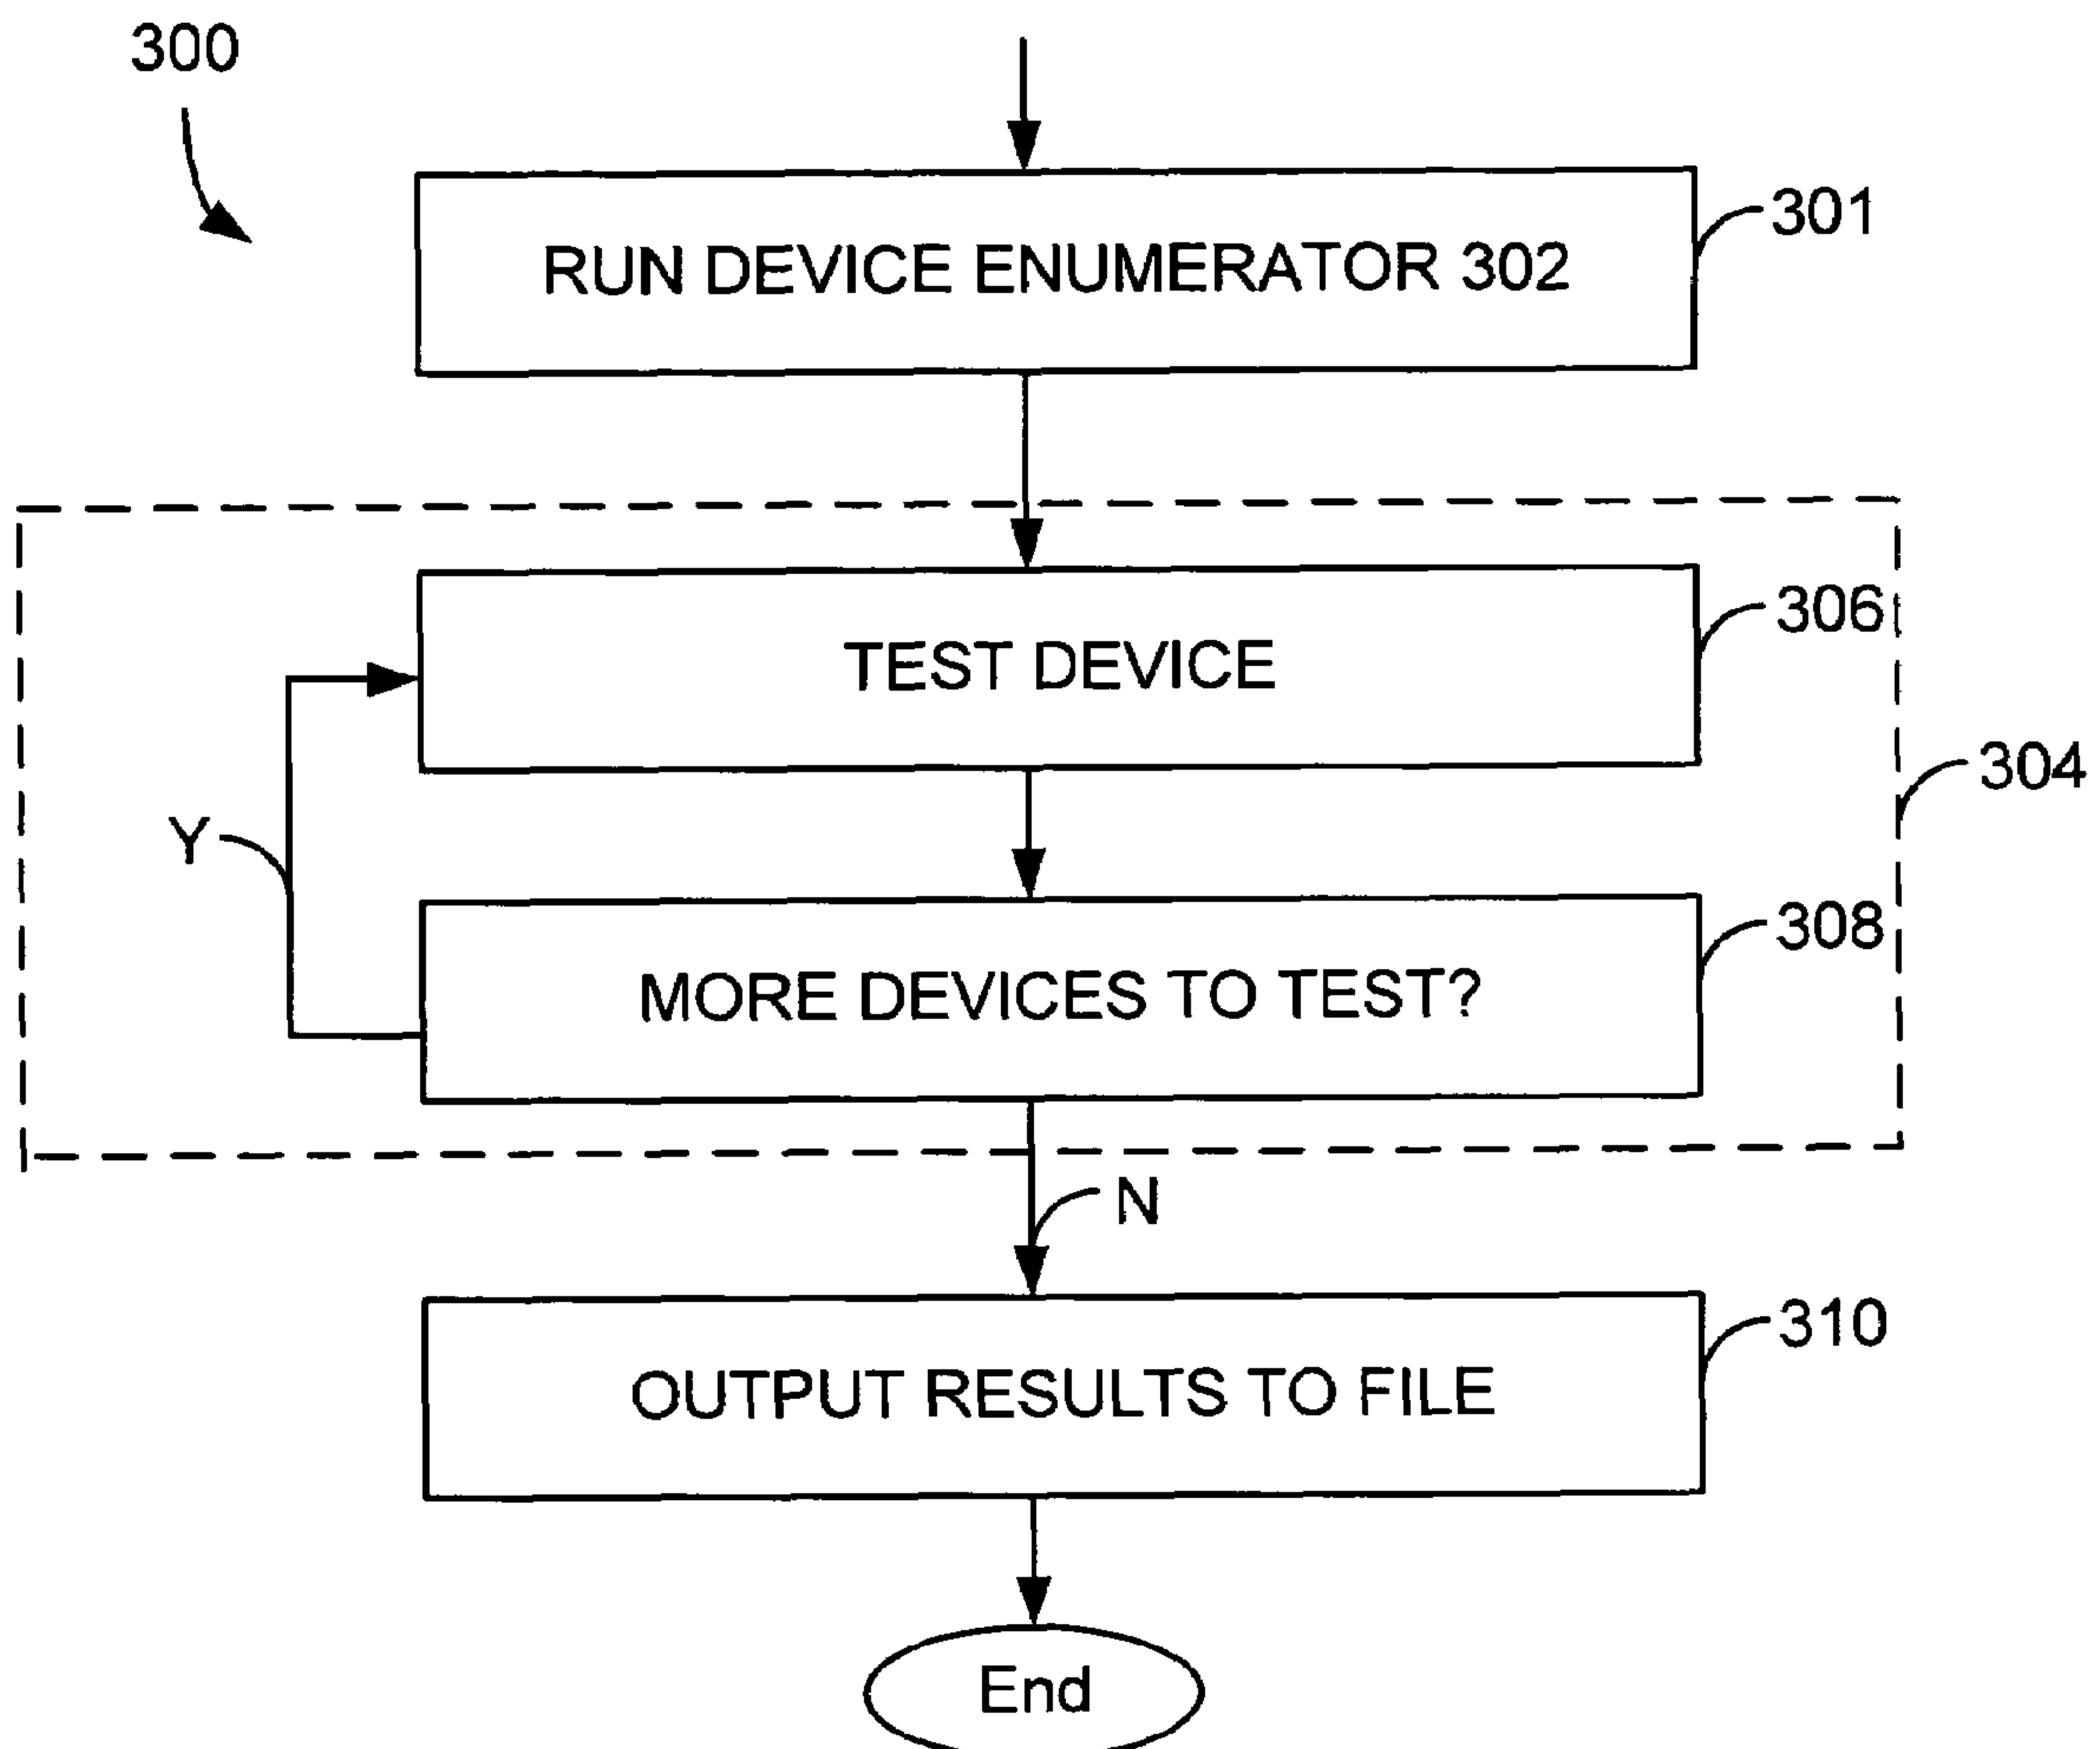 300
RUN DEVICE ENUMERATOR 302
301
TEST DEVICE
306
304
Y
MORE DEVICES TO TEST?
308
N
OUTPUT RESULTS TO FILE
310
End